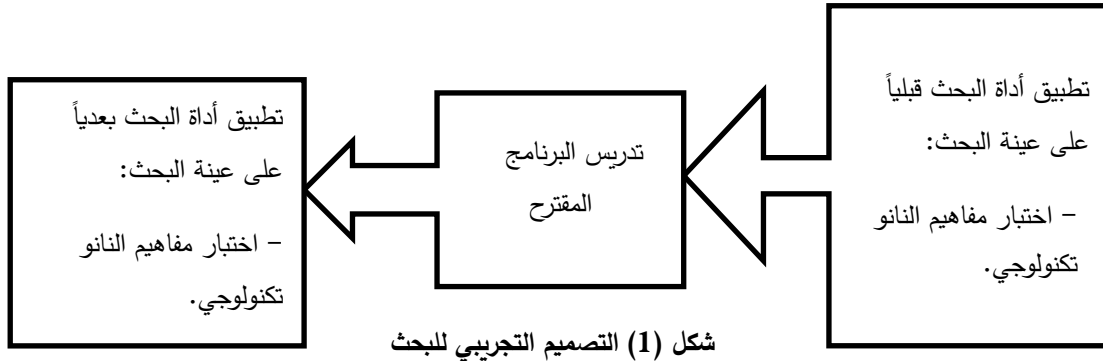 تطبيق أداة البحث قبلياً
على عينة البحث:
- اختبار مفاهيم النانو
تكنولوجي.
تدريس البرنامج
المقترح
تطبيق أداة البحث بعدياً
على عينة البحث:
- اختبار مفاهيم النانو
تكنولوجي.
شكل (1) التصميم التجريبي للبحث